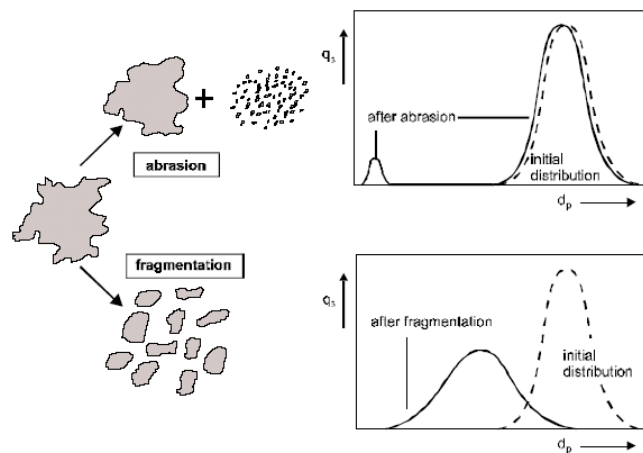 abrasion
fragmentation
q₃
after abrasion
initial
distribution
dₚ
q₃
after fragmentation
initial
distribution
dₚ